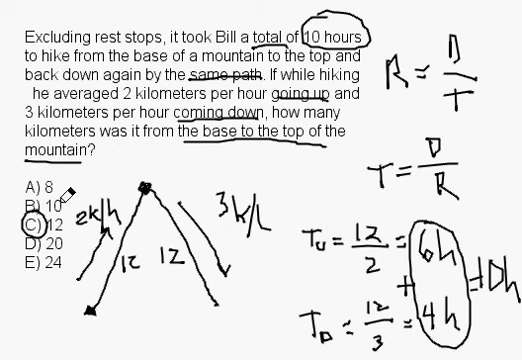 Excluding rest stops, it took Bill a total of 10 hours
to hike from the base of a mountain to the top and
back down again by the same path. If while hiking
he averaged 2 kilometers per hour going up and
3 kilometers per hour coming down, how many
kilometers was it from the base to the top of the
mountain?
A) 8
B) 10
C) 12
D) 20
E) 24
2k/h
12
12
3k/h
R = D/T
T = D/R
Tu = 12/2 = 6h
+
= 10h
TD = 12/3 = 4h